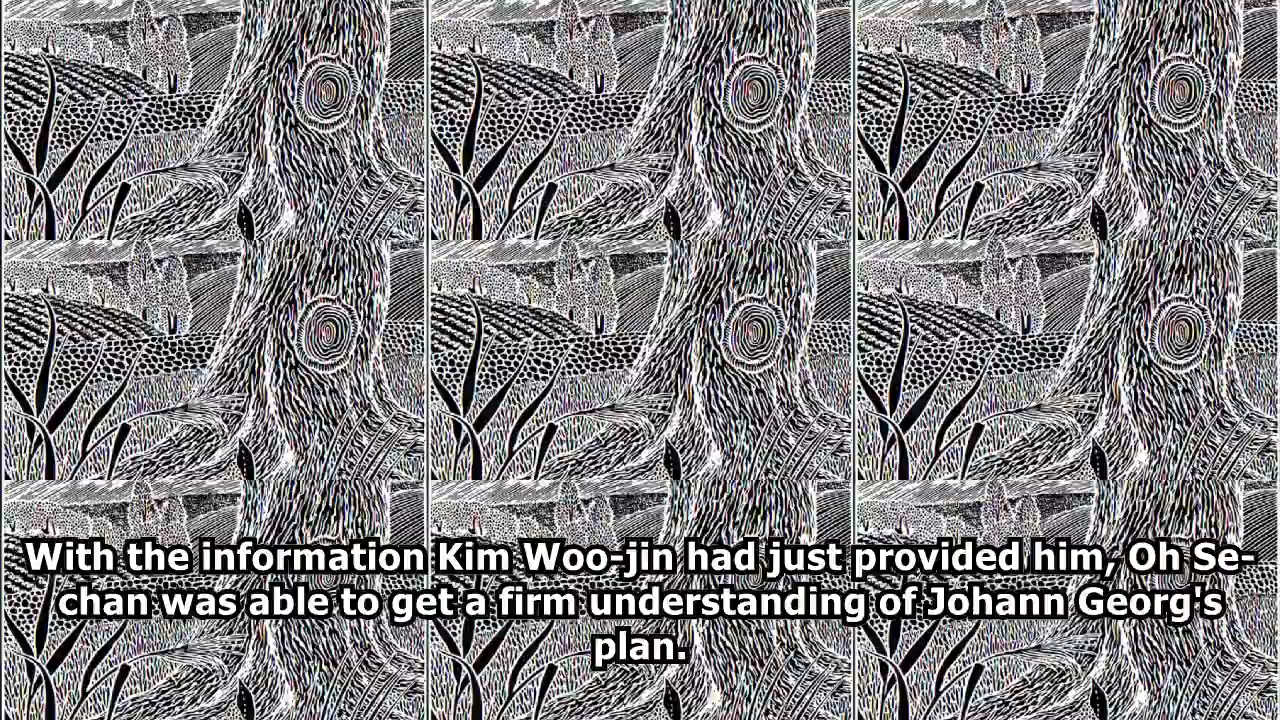 With the information Kim Woo-jin had just provided him, Oh Se-
chan was able to get a firm understanding of Johann Georg's
plan.